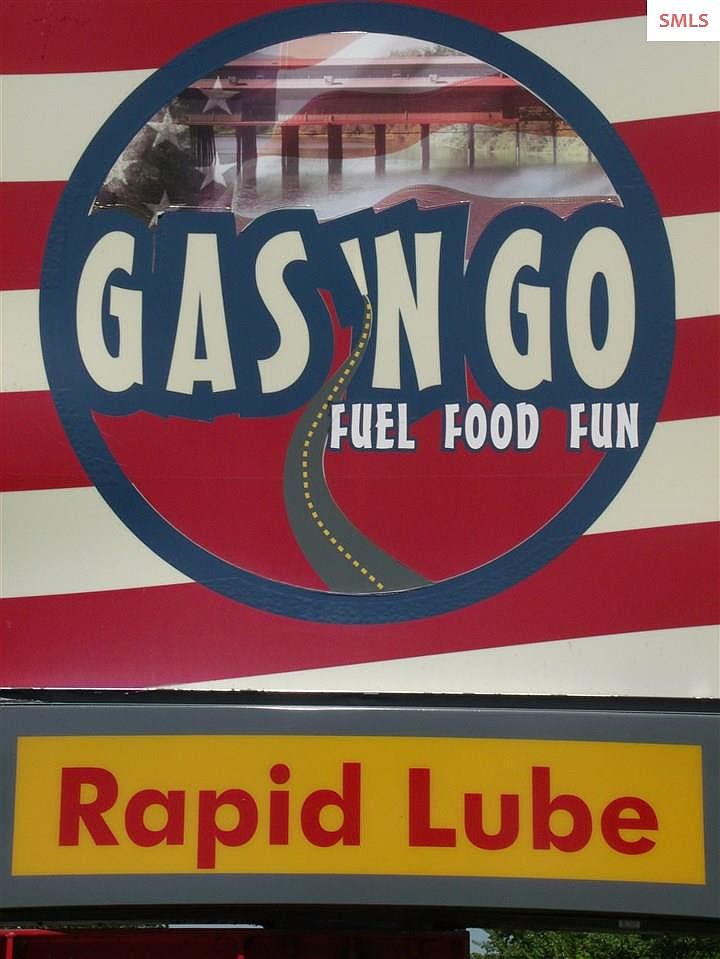 SMLS
GAS 'N GO
FUEL FOOD FUN
Rapid Lube